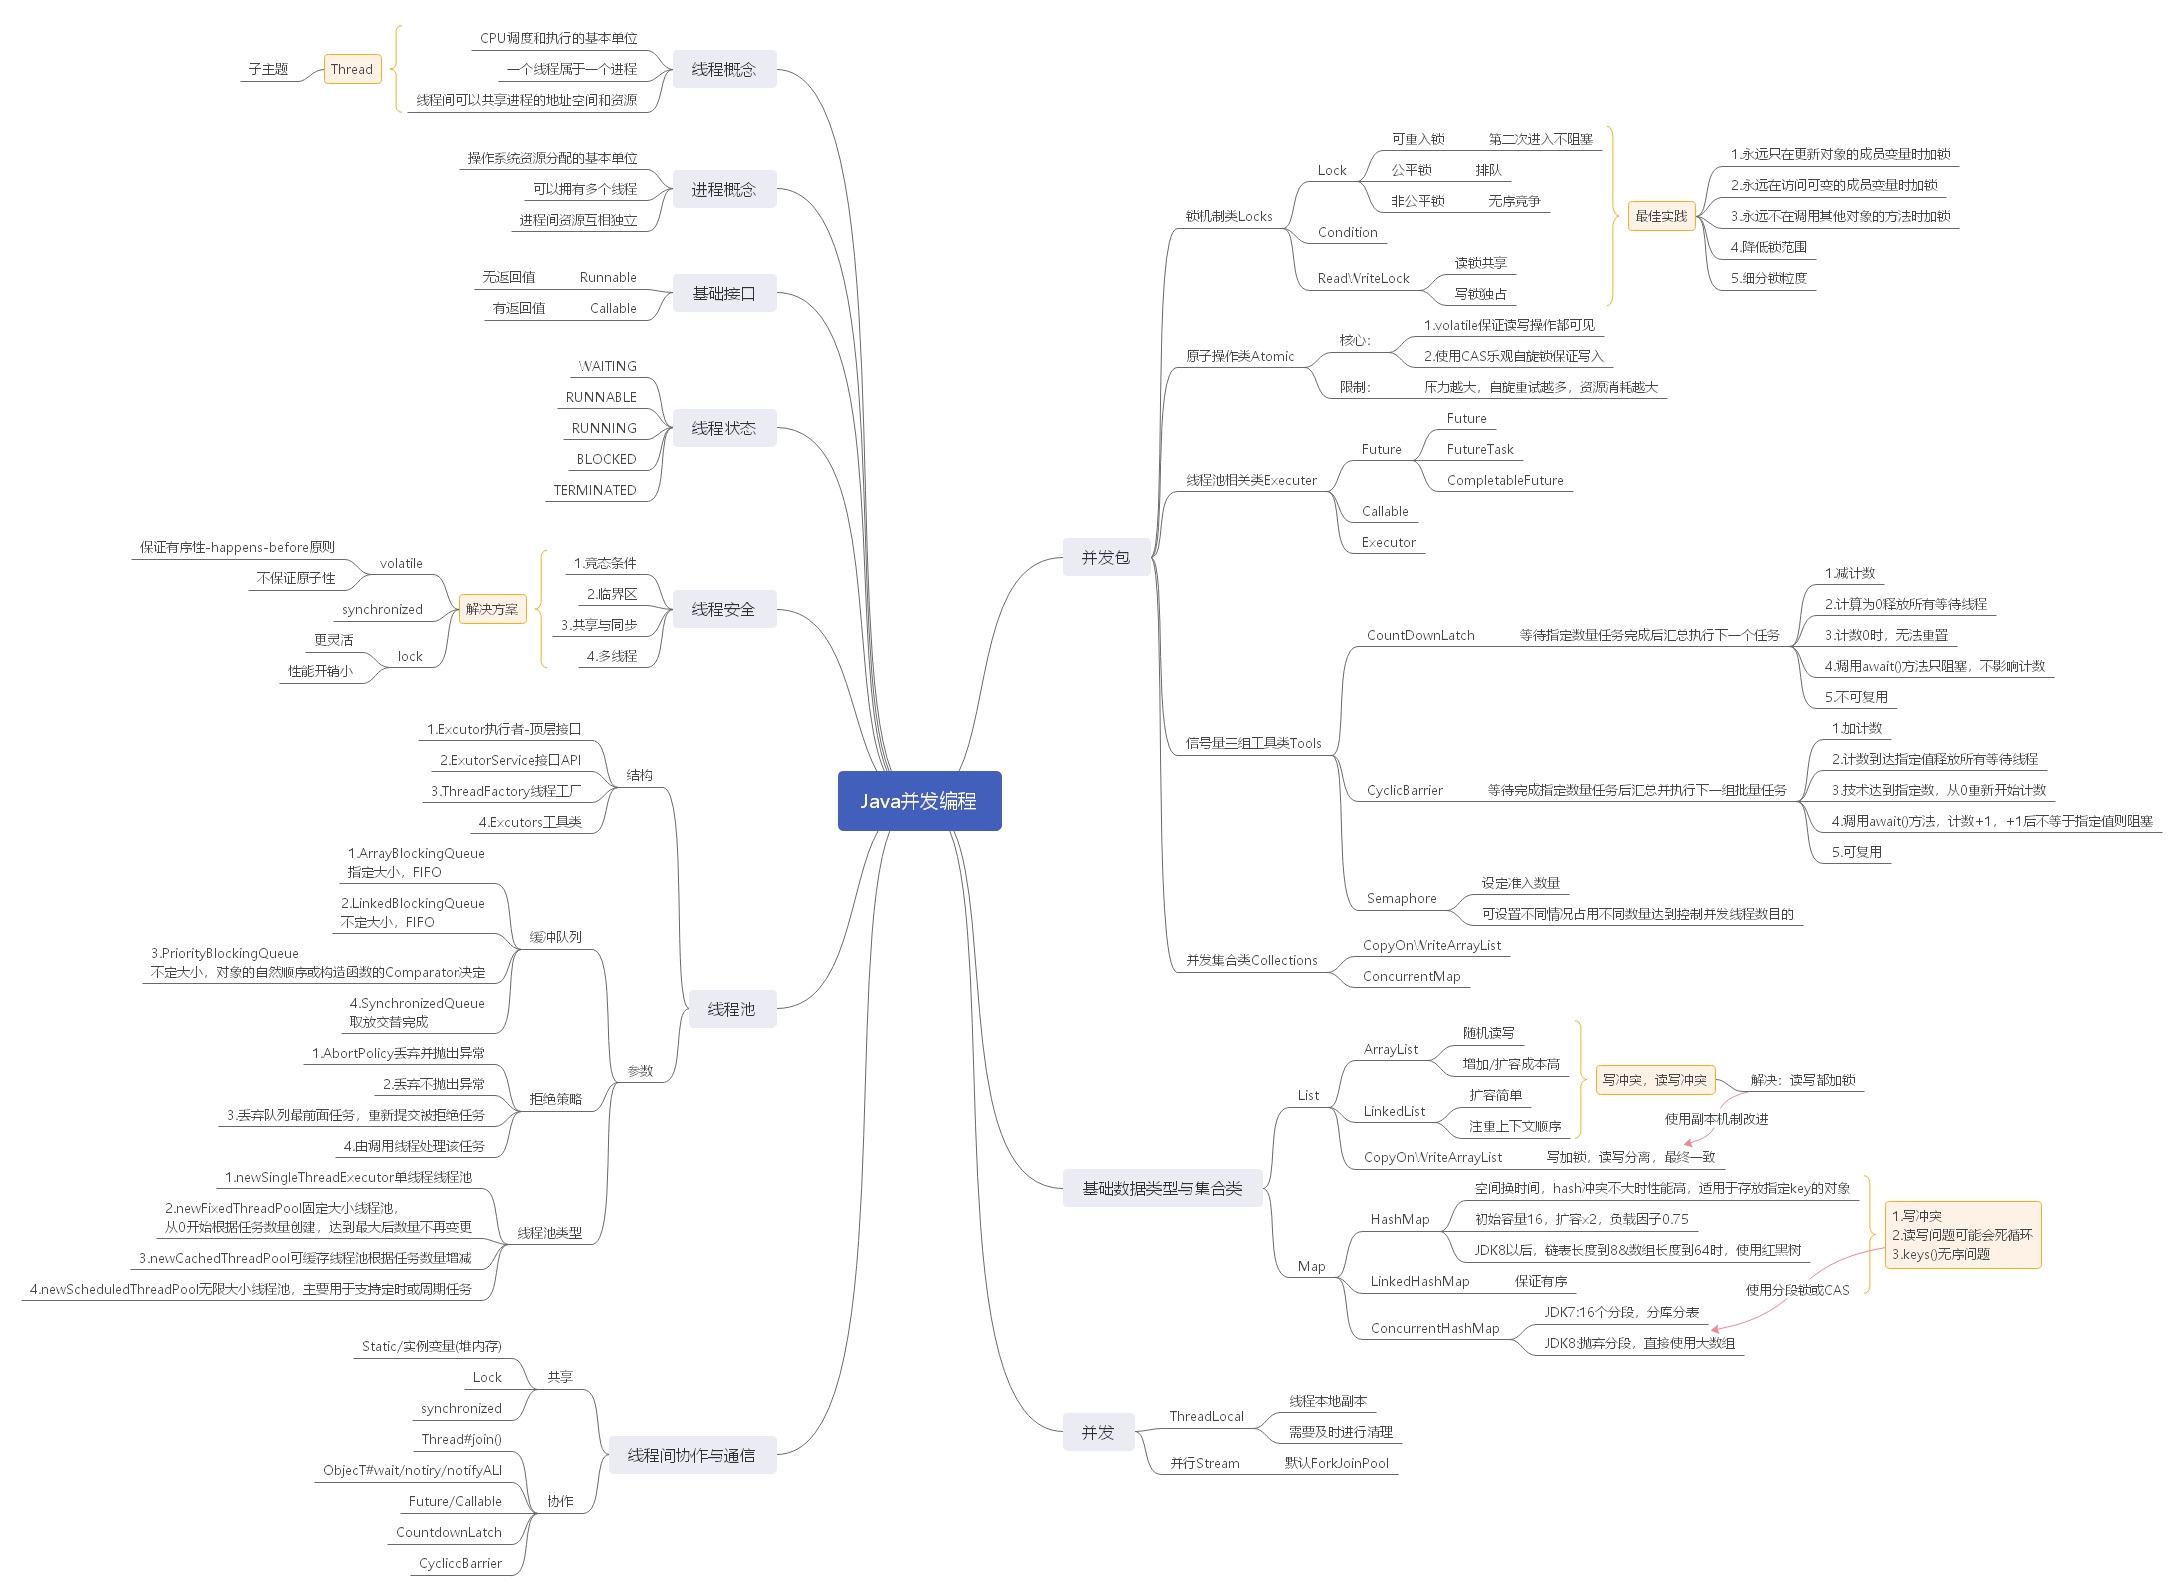 Java并发编程
线程概念
CPU调度和执行的基本单位
一个线程属于一个进程
线程间可以共享进程的地址空间和资源
Thread
子主题
进程概念
操作系统资源分配的基本单位
可以拥有多个线程
进程间资源互相独立
基础接口
Runnable
无返回值
Callable
有返回值
线程状态
WAITING
RUNNABLE
RUNNING
BLOCKED
TERMINATED
线程安全
1.竞态条件
2.临界区
3.共享与同步
4.多线程
解决方案
volatile
保证有序性-happens-before原则
不保证原子性
synchronized
lock
更灵活
性能开销小
线程池
结构
1.Excutor执行者-顶层接口
2.ExutorService接口API
3.ThreadFactory线程工厂
4.Excutors工具类
参数
缓冲队列
1.ArrayBlockingQueue
指定大小，FIFO
2.LinkedBlockingQueue
不定大小，FIFO
3.PriorityBlockingQueue
不定大小，对象的自然顺序或构造函数的Comparator决定
4.SynchronizedQueue
取放交替完成
拒绝策略
1.AbortPolicy丢弃并抛出异常
2.丢弃不抛出异常
3.丢弃队列最前面任务，重新提交被拒绝任务
4.由调用线程处理该任务
线程池类型
1.newSingleThreadExecutor单线程线程池
2.newFixedThreadPool固定大小线程池，
从0开始根据任务数量创建，达到最大后数量不再变更
3.newCachedThreadPool可缓存线程池根据任务数量增减
4.newScheduledThreadPool无限大小线程池，主要用于支持定时或周期任务
线程间协作与通信
共享
Static/实例变量(堆内存)
Lock
synchronized
协作
Thread#join()
ObjecT#wait/notiry/notifyALl
Future/Callable
CountdownLatch
CycliccBarrier
并发包
锁机制类Locks
Lock
可重入锁
第二次进入不阻塞
公平锁
排队
非公平锁
无序竞争
Condition
ReadWriteLock
读锁共享
写锁独占
最佳实践
1.永远只在更新对象的成员变量时加锁
2.永远在访问可变的成员变量时加锁
3.永远不在调用其他对象的方法时加锁
4.降低锁范围
5.细分锁粒度
原子操作类Atomic
核心：
1.volatile保证读写操作都可见
2.使用CAS乐观自旋锁保证写入
限制：
压力越大，自旋重试越多，资源消耗越大
线程池相关类Executer
Future
Future
FutureTask
CompletableFuture
Callable
Executor
信号量三组工具类Tools
CountDownLatch
等待指定数量任务完成后汇总执行下一个任务
1.减计数
2.计算为0释放所有等待线程
3.计数0时，无法重置
4.调用await()方法只阻塞，不影响计数
5.不可复用
CyclicBarrier
等待完成指定数量任务后汇总并执行下一组批量任务
1.加计数
2.计数到达指定值释放所有等待线程
3.技术达到指定数，从0重新开始计数
4.调用await()方法，计数+1，+1后不等于指定值则阻塞
5.可复用
Semaphore
设定准入数量
可设置不同情况占用不同数量达到控制并发线程数目的
并发集合类Collections
CopyOnWriteArrayList
ConcurrentMap
基础数据类型与集合类
List
ArrayList
随机读写
增加/扩容成本高
LinkedList
扩容简单
注重上下文顺序
写冲突，读写冲突
解决：读写都加锁
使用副本机制改进
CopyOnWriteArrayList
写加锁，读写分离，最终一致
Map
HashMap
空间换时间，hash冲突不大时性能高，适用于存放指定key的对象
初始容量16，扩容x2，负载因子0.75
JDK8以后，链表长度到8&数组长度到64时，使用红黑树
LinkedHashMap
保证有序
1.写冲突
2.读写问题可能会死循环
3.keys()无序问题
使用分段锁或CAS
ConcurrentHashMap
JDK7:16个分段，分库分表
JDK8:抛弃分段，直接使用大数组
并发
ThreadLocal
线程本地副本
需要及时进行清理
并行Stream
默认ForkJoinPool